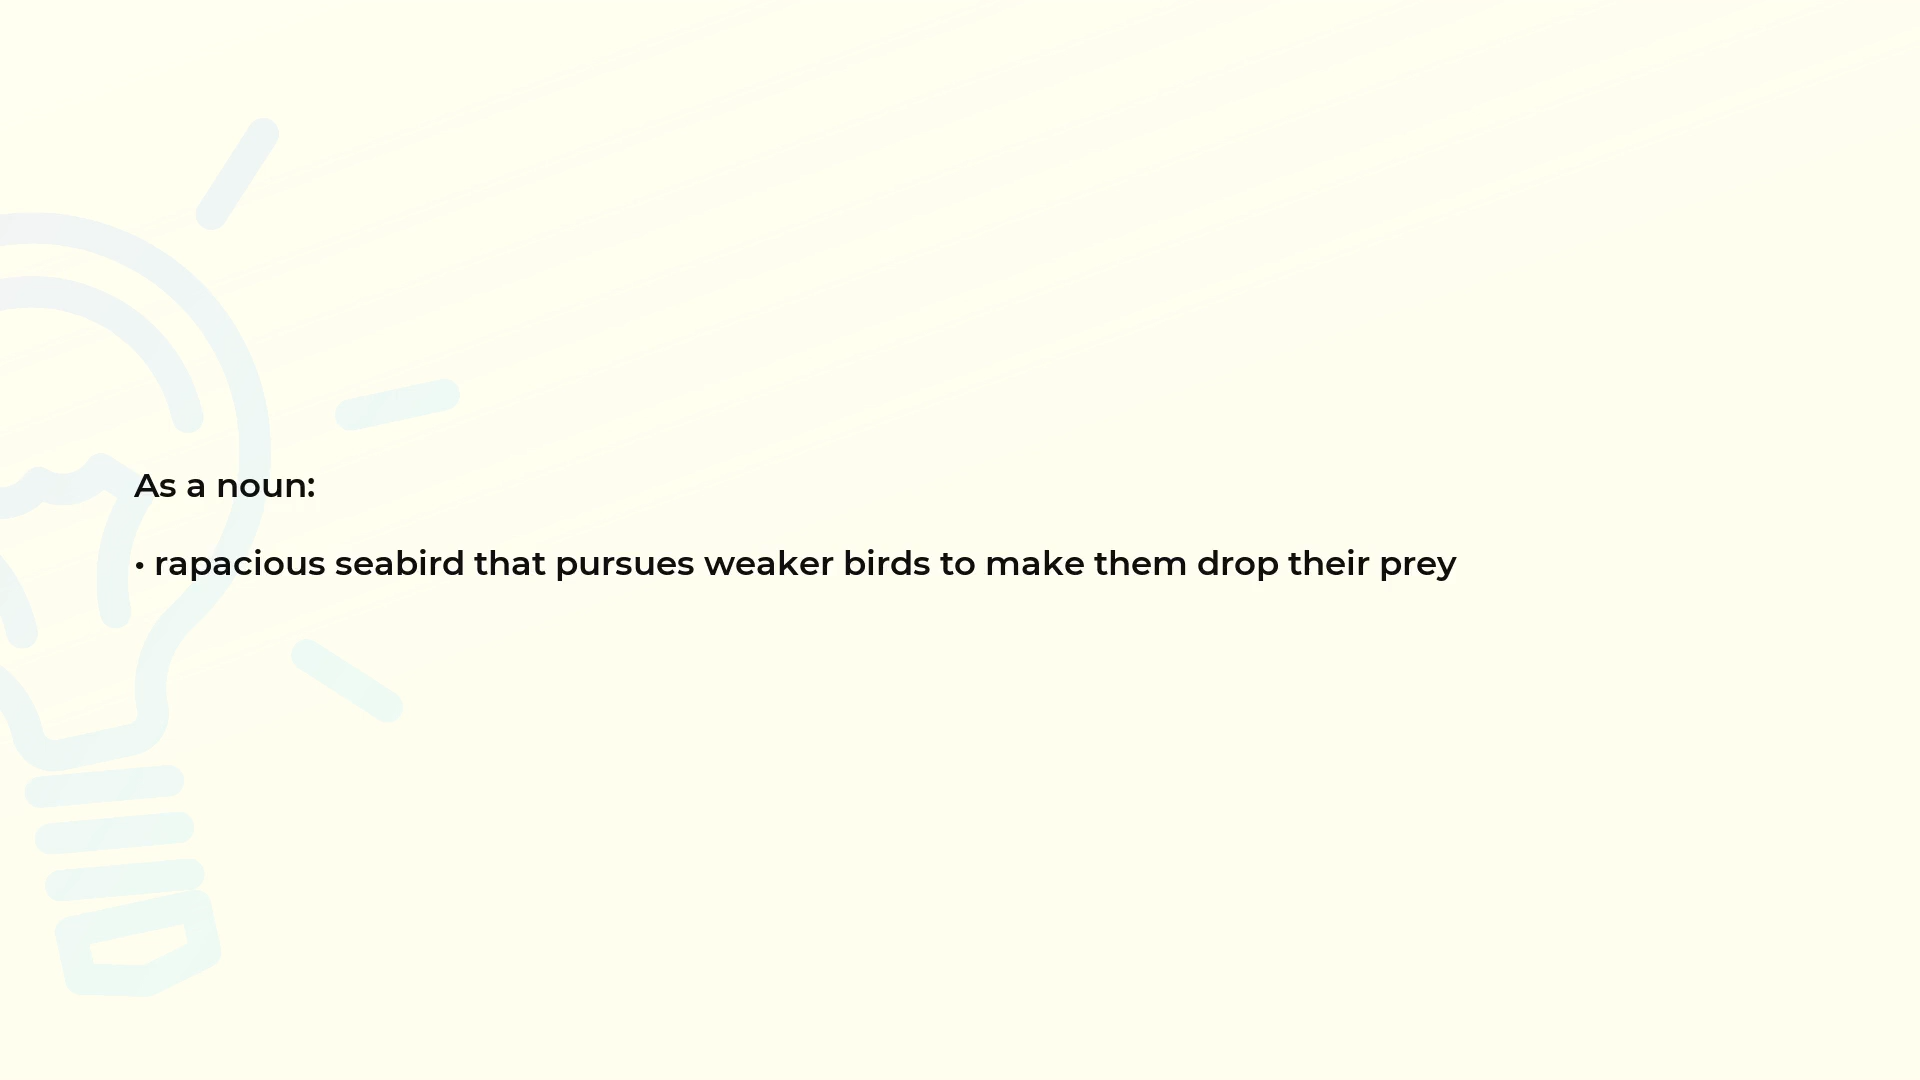 As a noun:
• rapacious seabird that pursues weaker birds to make them drop their prey